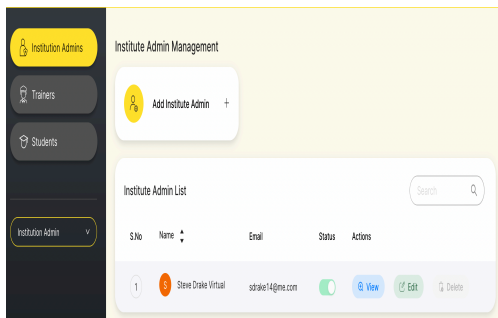 Institution Admins
Trainers
Students
Institution Admin
Institute Admin Management
Add Institute Admin +
Institute Admin List
Search
S.No Name Email Status Actions
1 S Steve Drake Virtual sdrake14@me.com View Edit Delete